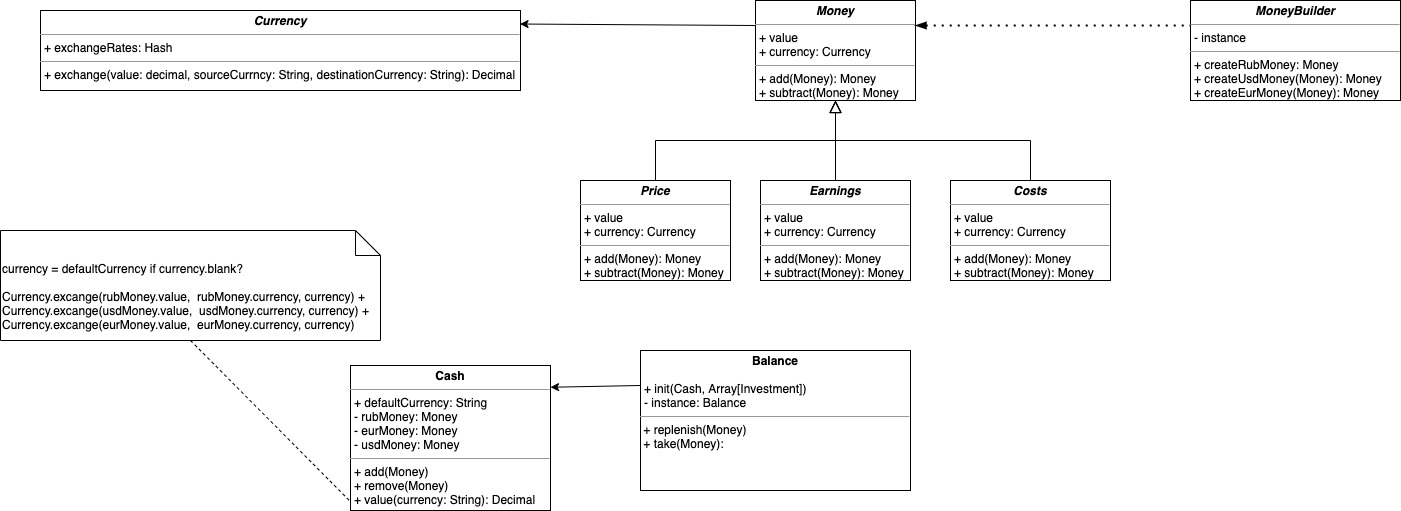 Currency
+ exchangeRates: Hash
+ exchange(value: decimal, sourceCurrncy: String, destinationCurrency: String): Decimal
Money
+ value
+ currency: Currency
+ add(Money): Money
+ subtract(Money): Money
MoneyBuilder
- instance
+ createRubMoney: Money
+ createUsdMoney(Money): Money
+ createEurMoney(Money): Money
Price
+ value
+ currency: Currency
+ add(Money): Money
+ subtract(Money): Money
Earnings
+ value
+ currency: Currency
+ add(Money): Money
+ subtract(Money): Money
Costs
+ value
+ currency: Currency
+ add(Money): Money
+ subtract(Money): Money
currency = defaultCurrency if currency.blank?
Currency.excange(rubMoney.value, rubMoney.currency, currency) +
Currency.excange(usdMoney.value, usdMoney.currency, currency) +
Currency.excange(eurMoney.value, eurMoney.currency, currency)
Cash
+ defaultCurrency: String
- rubMoney: Money
- eurMoney: Money
- usdMoney: Money
+ add(Money)
+ remove(Money)
+ value(currency: String): Decimal
Balance
+ init(Cash, Array[Investment])
- instance: Balance
+ replenish(Money)
+ take(Money):